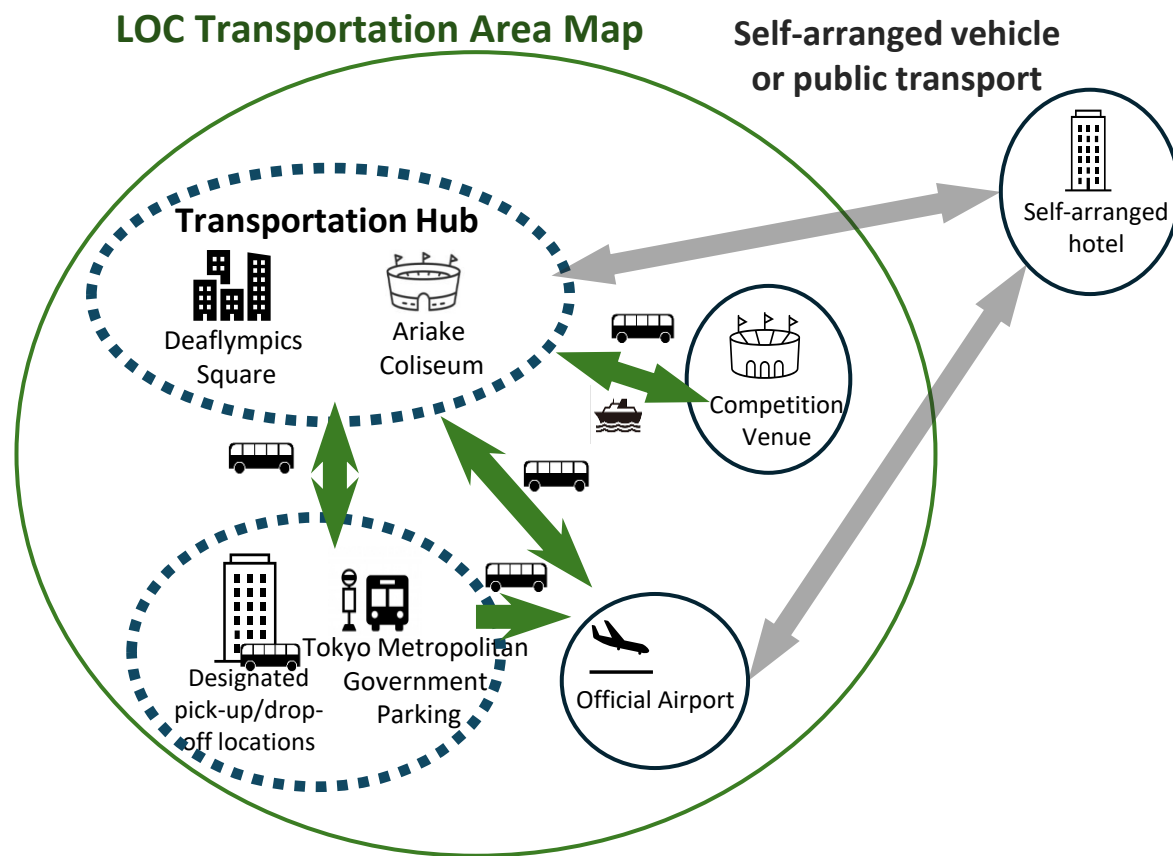 LOC Transportation Area Map
Self-arranged vehicle
or public transport
Self-arranged
hotel
Transportation Hub
Deaflympics
Square
Ariake
Coliseum
Competition
Venue
Designated
pick-up/drop-
off locations
Tokyo Metropolitan
Government
Parking
Official Airport